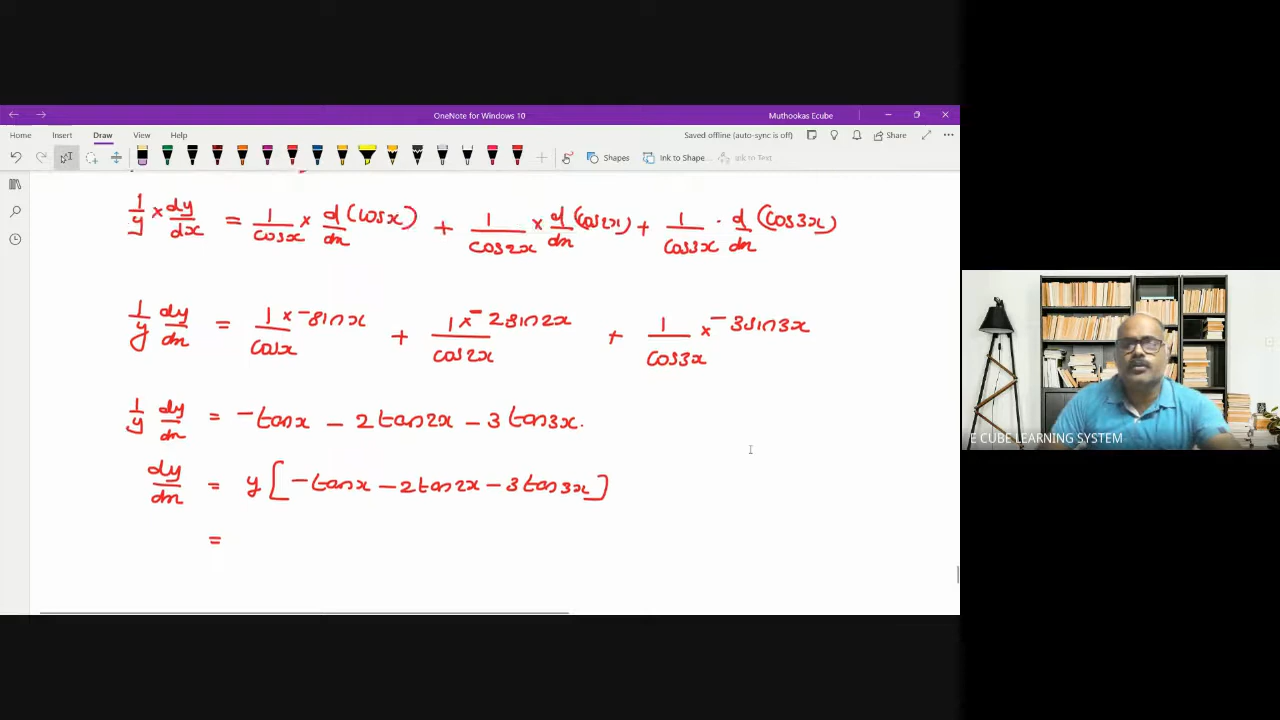 OneNote for Windows 10
Muthookas Ecube
Home Insert Draw View Help
Saved offline (auto-sync is off)
Share
Shapes
Ink to Shape
Ink to Text
1/y × dy/dx = 1/cosx × d/dx (cosx) + 1/cos2x × d/dx (cos2x) + 1/cos3x · d/dx (cos3x)
1/y dy/dx = 1/cosx × -sinx + 1/cos2x × -2sin2x + 1/cos3x × -3sin3x
1/y dy/dx = -tanx - 2tan2x - 3tan3x.
dy/dx = y[-tanx - 2tan2x - 3tan3x]
=
E CUBE LEARNING SYSTEM